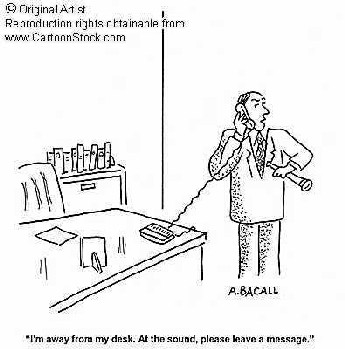 © Original Artist
Reproduction rights obtainable from
www.CartoonStock.com
A.BACALL
"I'm away from my desk. At the sound, please leave a message."